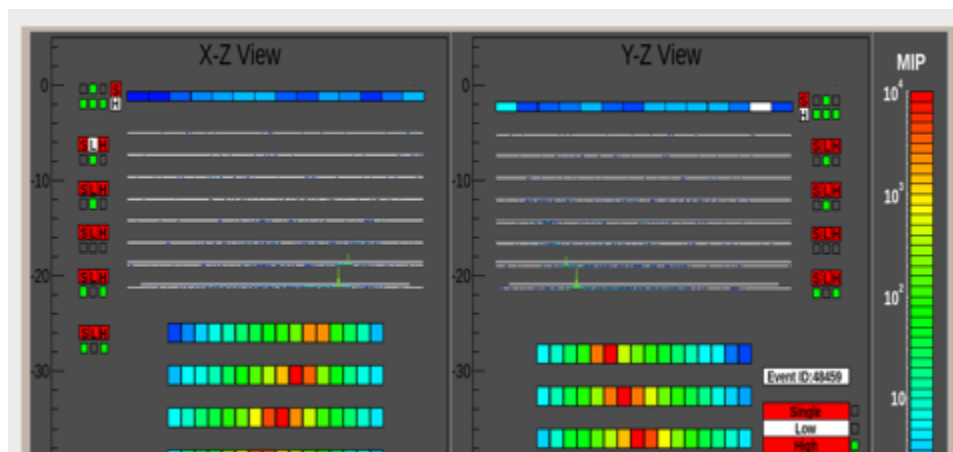 X-Z View
Y-Z View
MIP
0
0
10⁴
S
H
S
H
S L H
S L H
-10
-10
10³
S L H
S L H
S L H
S L H
-20
-20
S L H
S L H
10²
S L H
-30
-30
Event ID:48459
10
Single
Low
High